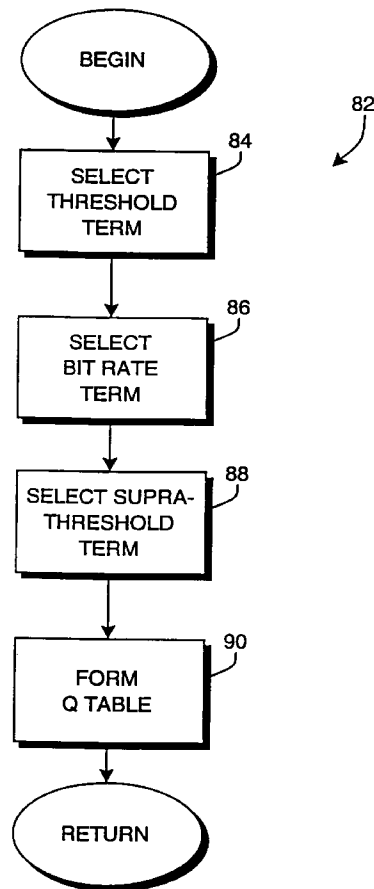 BEGIN
82
84
SELECT
THRESHOLD
TERM
86
SELECT
BIT RATE
TERM
88
SELECT SUPRA-
THRESHOLD
TERM
90
FORM
Q TABLE
RETURN